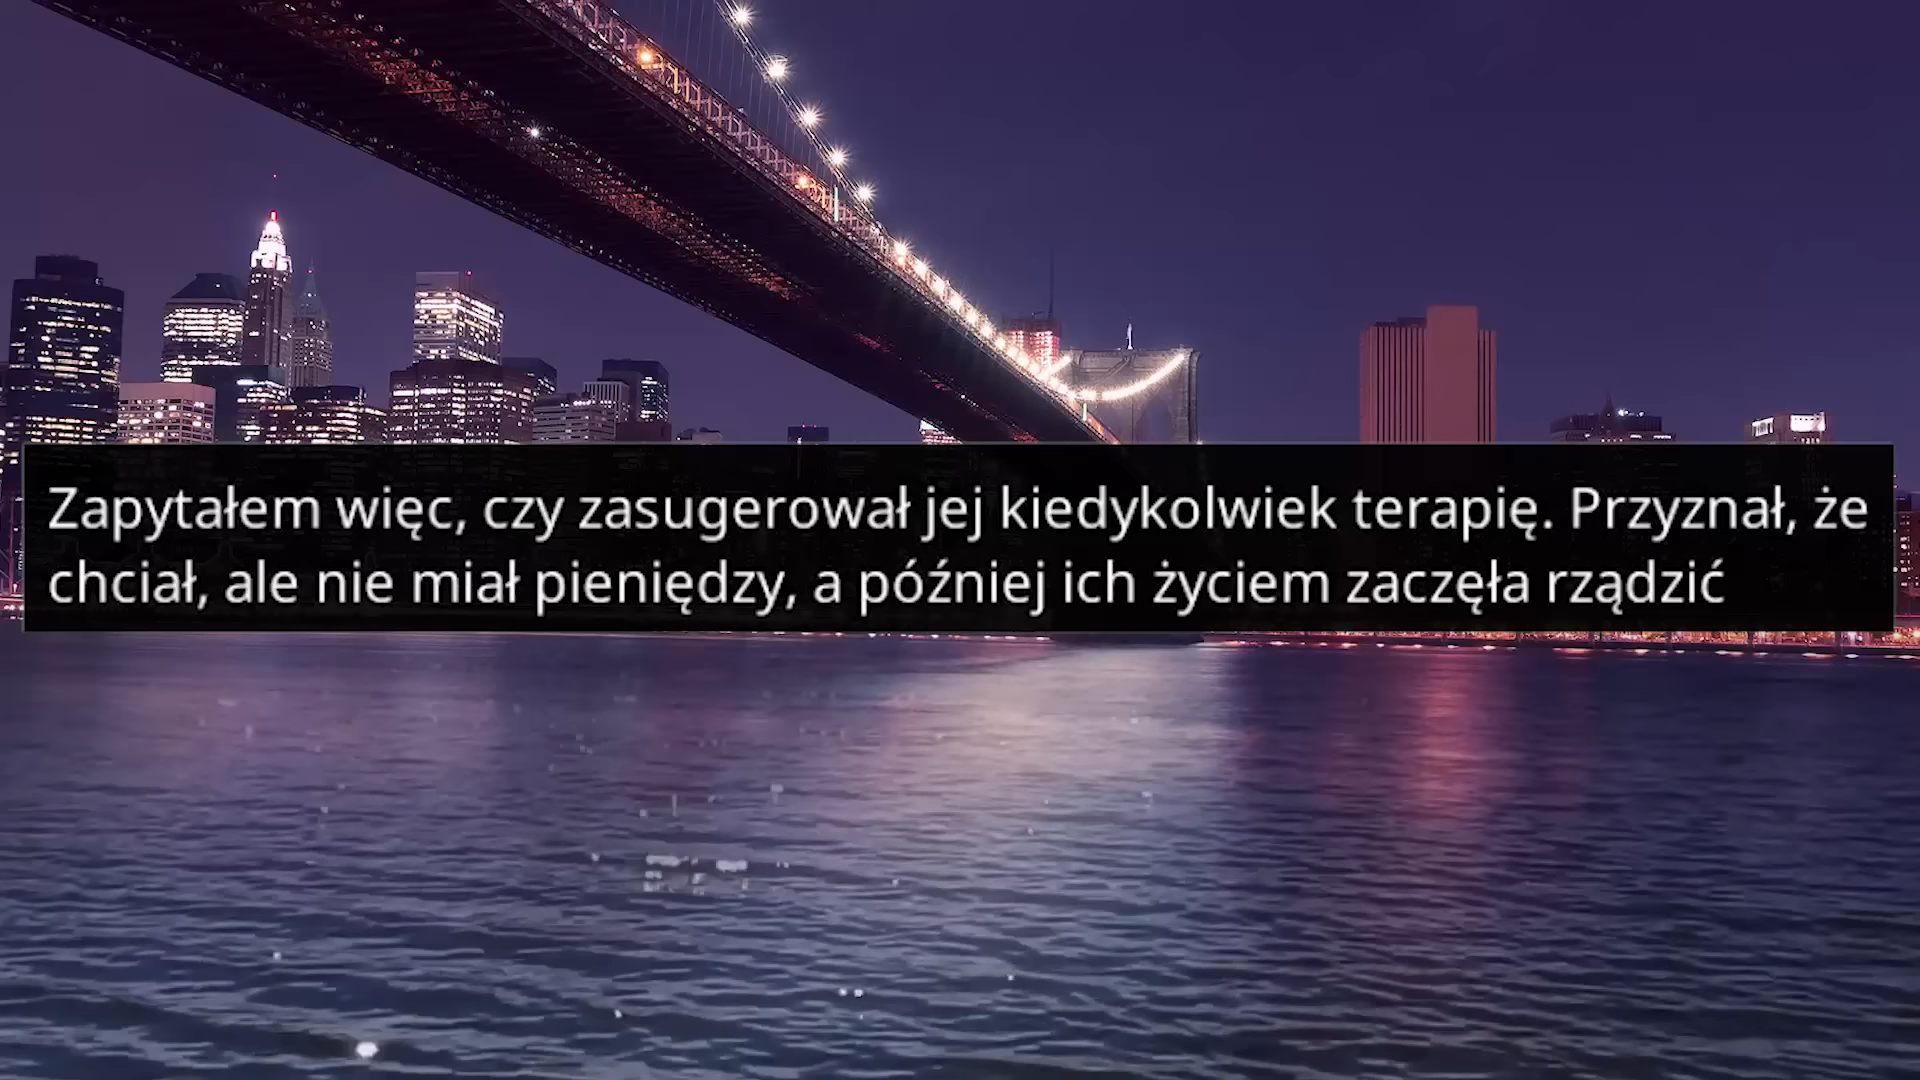 Zapytałem więc, czy zasugerował jej kiedykolwiek terapię. Przyznał, że
chciał, ale nie miał pieniędzy, a później ich życiem zaczęła rządzić